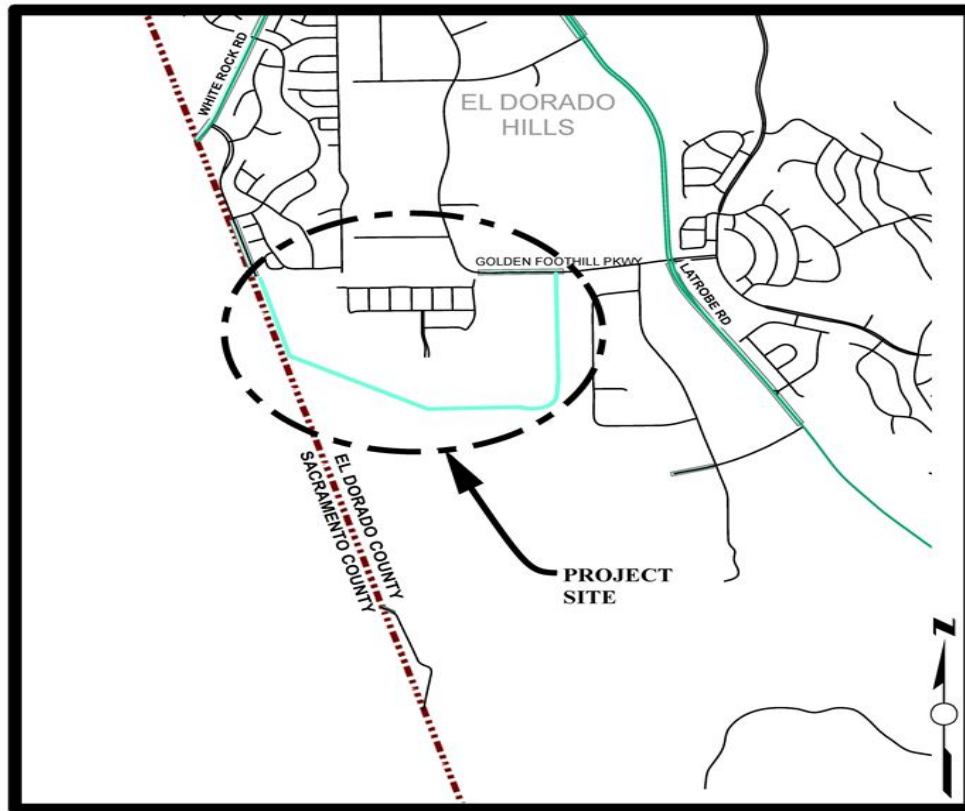 WHITE ROCK RD
EL DORADO
HILLS
GOLDEN FOOTHILL PKWY
LATROBE RD
EL DORADO COUNTY
SACRAMENTO COUNTY
PROJECT
SITE
N